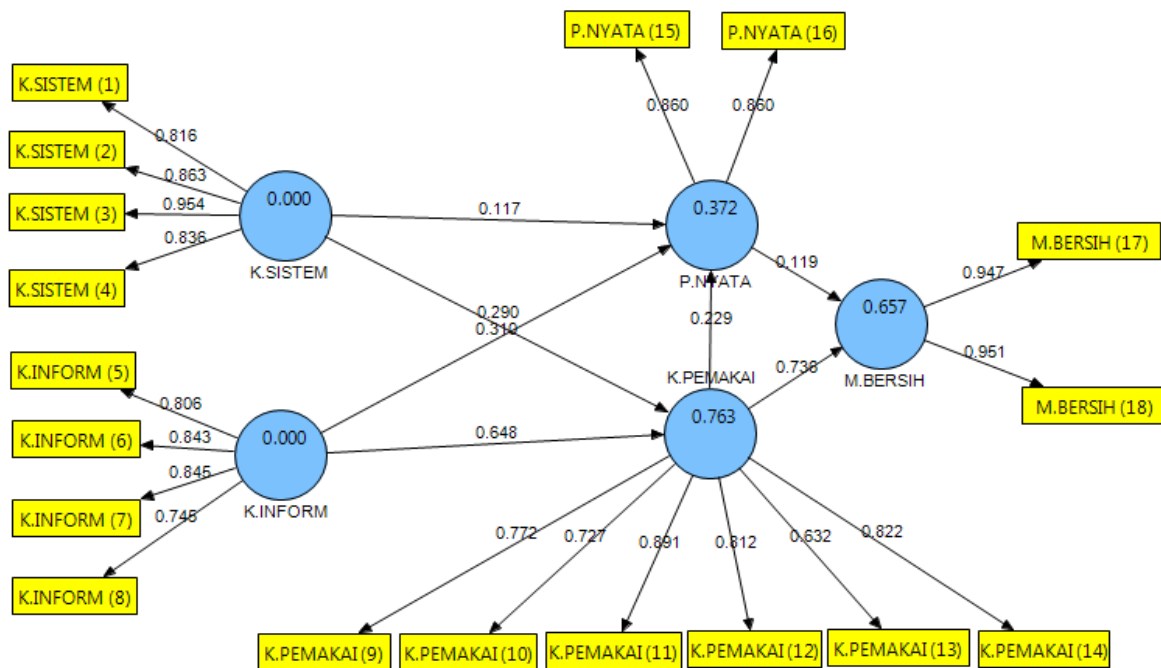 P.NYATA (15)
P.NYATA (16)
K.SISTEM (1)
0.816
K.SISTEM (2)
0.863
K.SISTEM (3)
0.954
K.SISTEM (4)
0.836
0.000
K.SISTEM
0.860
0.860
0.117
0.372
P.NYATA
0.119
M.BERSIH (17)
0.947
0.657
M.BERSIH
0.951
M.BERSIH (18)
0.290
0.229
K.INFORM (5)
0.806
K.INFORM (6)
0.843
K.INFORM (7)
0.845
0.748
K.INFORM (8)
0.000
K.INFORM
0.648
K.PEMAKAI
0.738
0.763
0.772
0.727
0.891
0.812
0.632
0.822
K.PEMAKAI (9)
K.PEMAKAI (10)
K.PEMAKAI (11)
K.PEMAKAI (12)
K.PEMAKAI (13)
K.PEMAKAI (14)